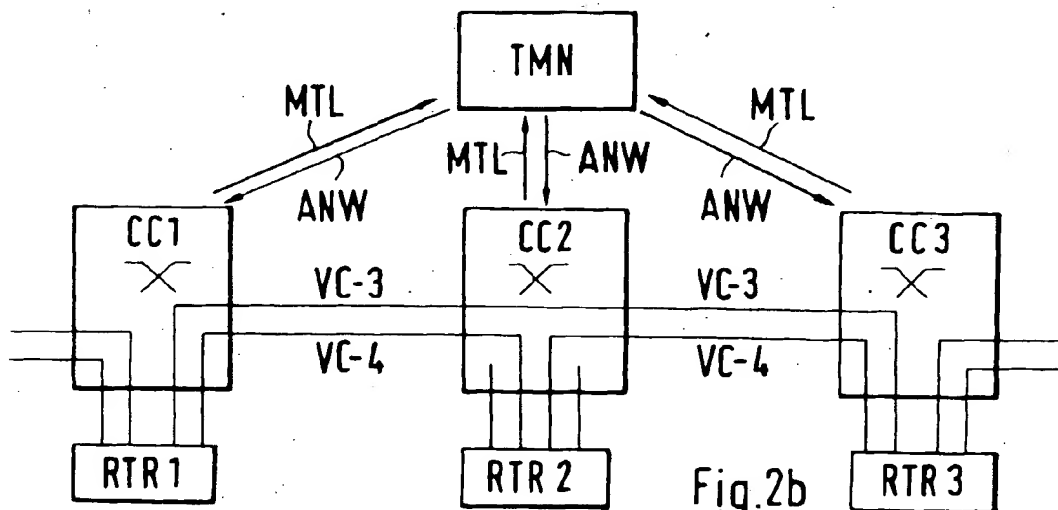 TMN
MTL
ANW
MTL
ANW
MTL
ANW
CC1
CC2
CC3
VC-3
VC-3
VC-4
VC-4
RTR 1
RTR 2
RTR 3
Fig.2b